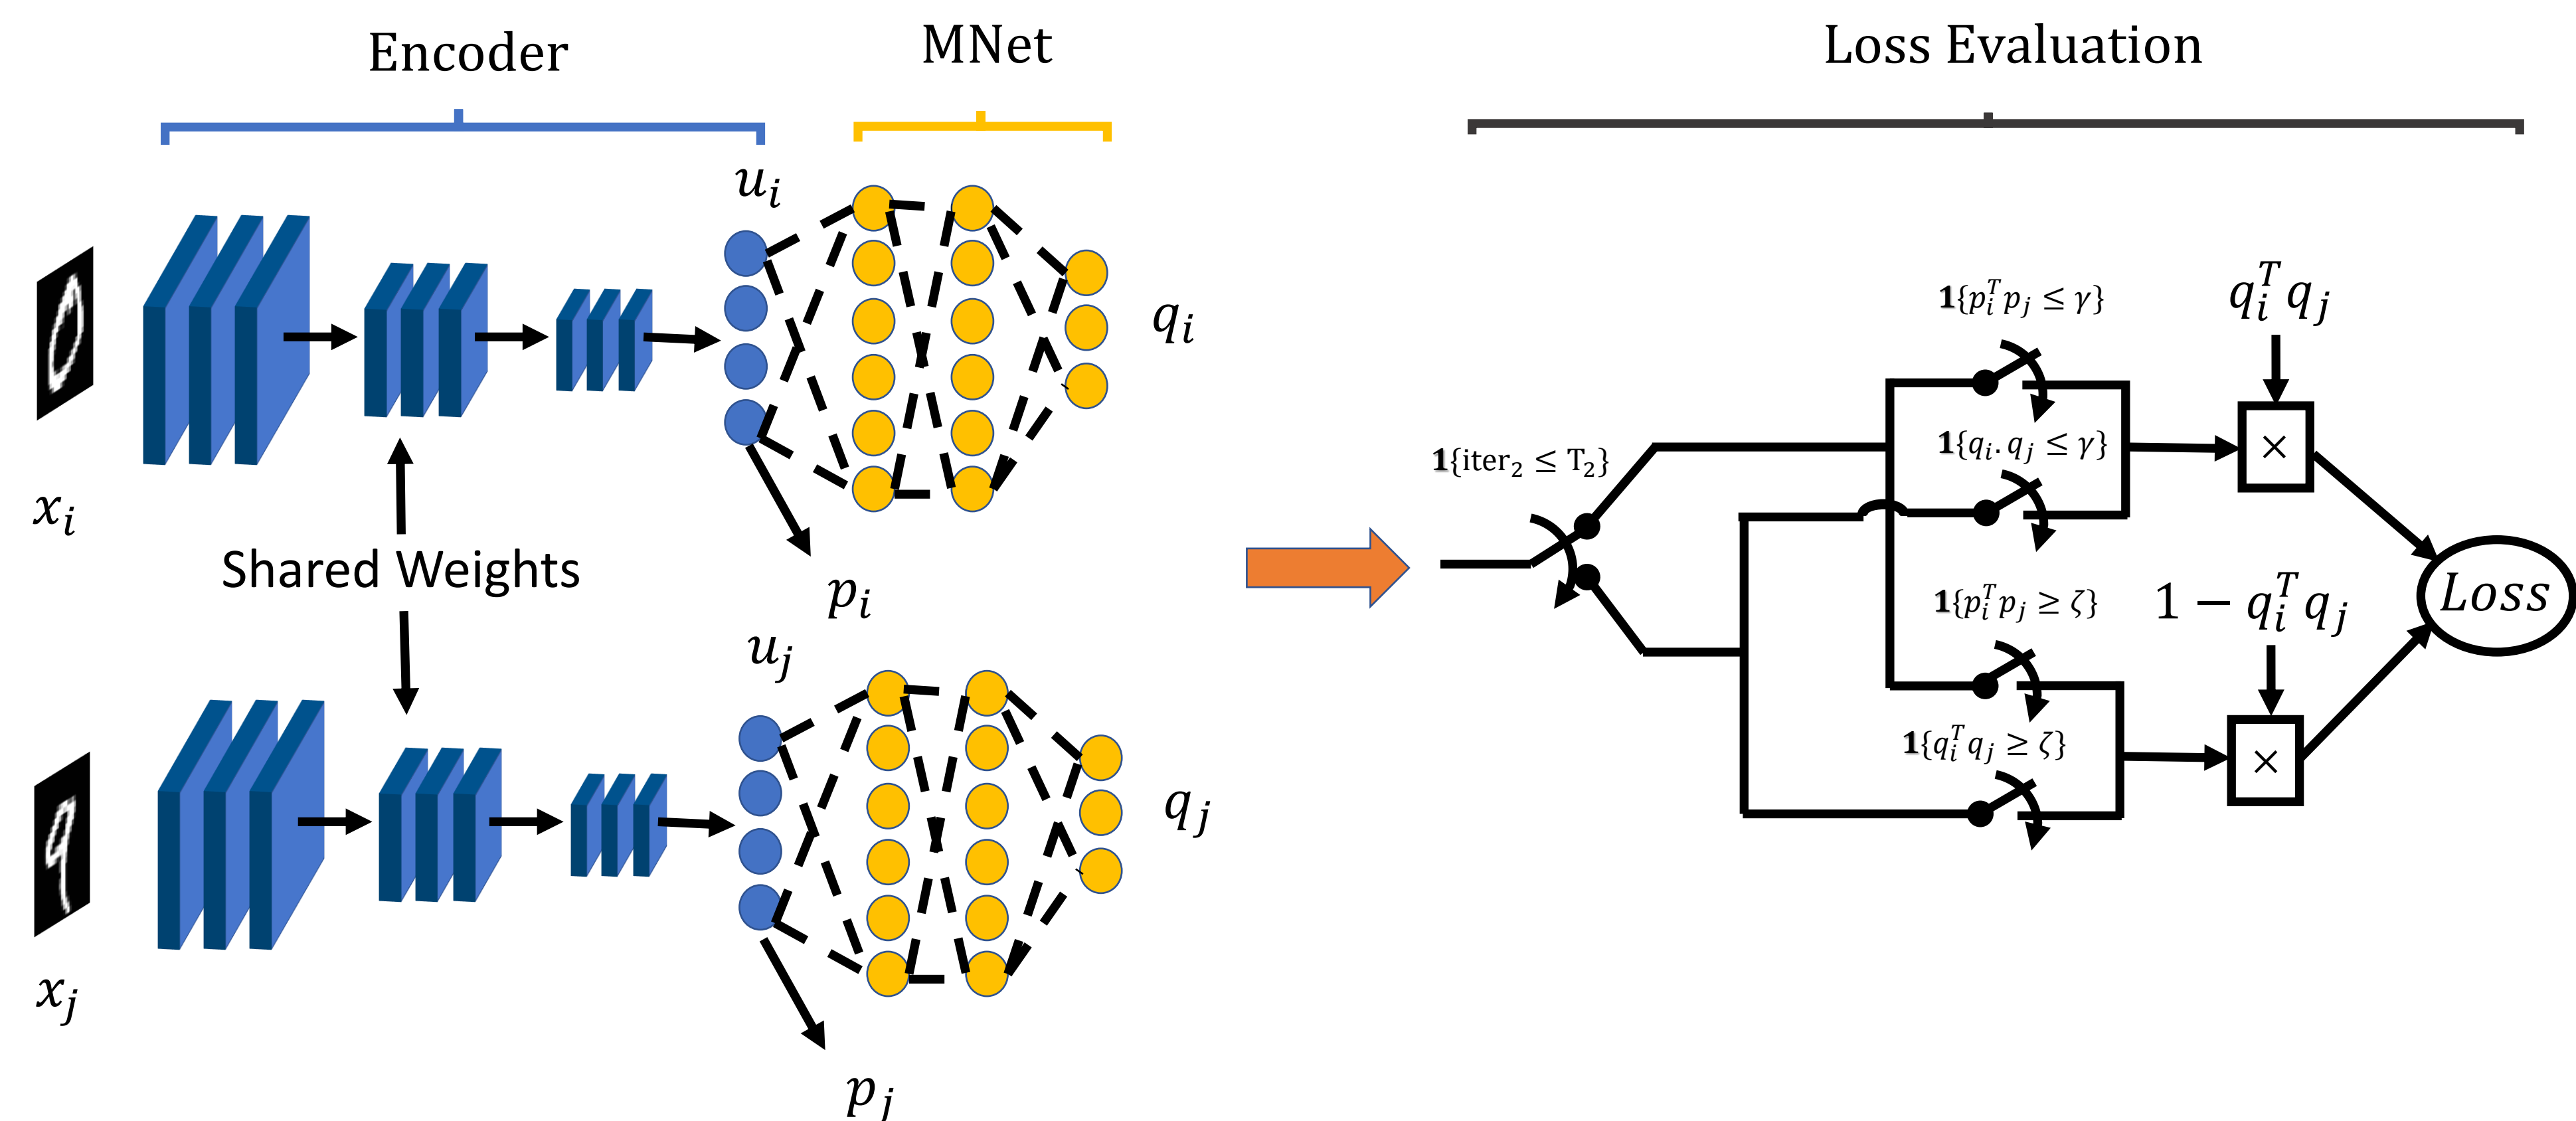 Encoder
MNet
Loss Evaluation
u_i
q_i
x_i
p_i
Shared Weights
u_j
q_j
x_j
p_j
1{iter_2 ≤ T_2}
1{p_i^T p_j ≤ γ}
q_i^T q_j
1{q_i. q_j ≤ γ}
×
1{p_i^T p_j ≥ ζ}
1 − q_i^T q_j
Loss
1{q_i^T q_j ≥ ζ}
×